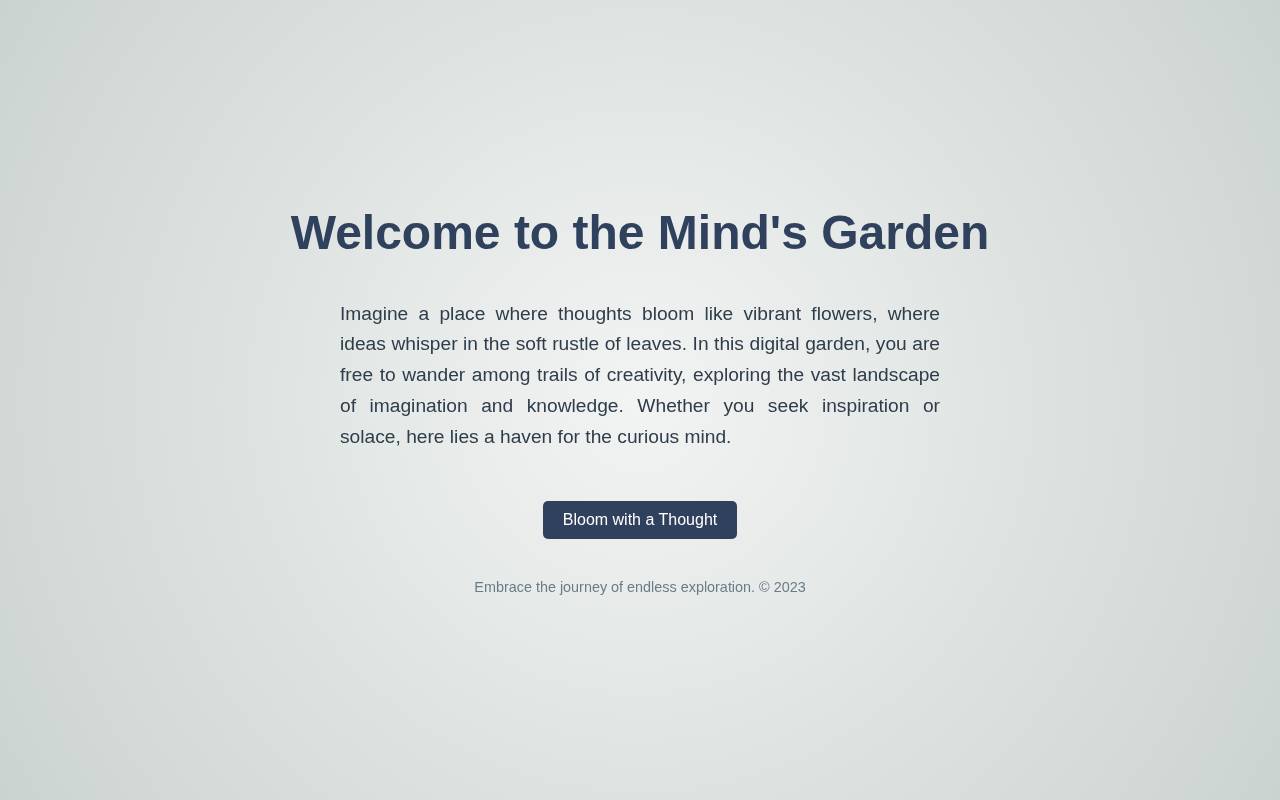 Welcome to the Mind's Garden
Imagine a place where thoughts bloom like vibrant flowers, where
ideas whisper in the soft rustle of leaves. In this digital garden, you are
free to wander among trails of creativity, exploring the vast landscape
of imagination and knowledge. Whether you seek inspiration or
solace, here lies a haven for the curious mind.
Bloom with a Thought
Embrace the journey of endless exploration. © 2023